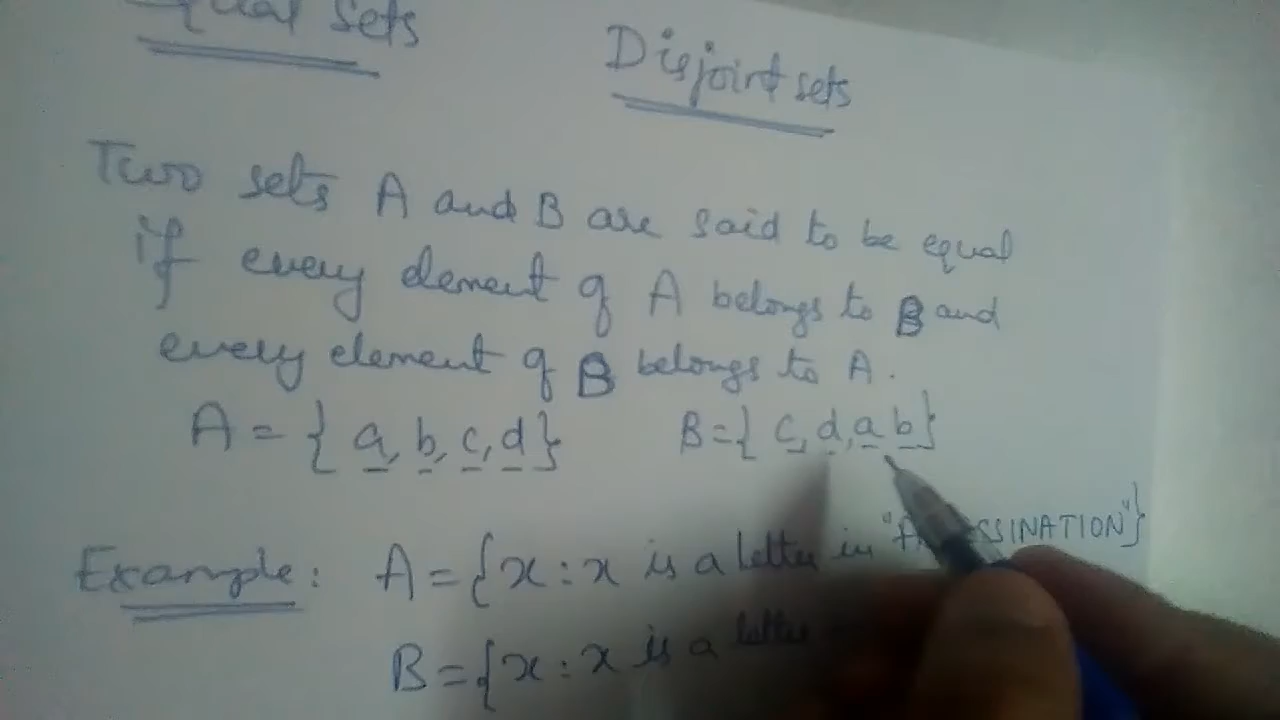 Equal Sets
Disjoint sets
Two sets A and B are said to be equal
if every element of A belongs to B and
every element of B belongs to A.
A = { a, b, c, d }
B = { c, d, a b }
Example: A = { x : x is a letter in "ASSASSINATION" }
B = { x : x is a letter